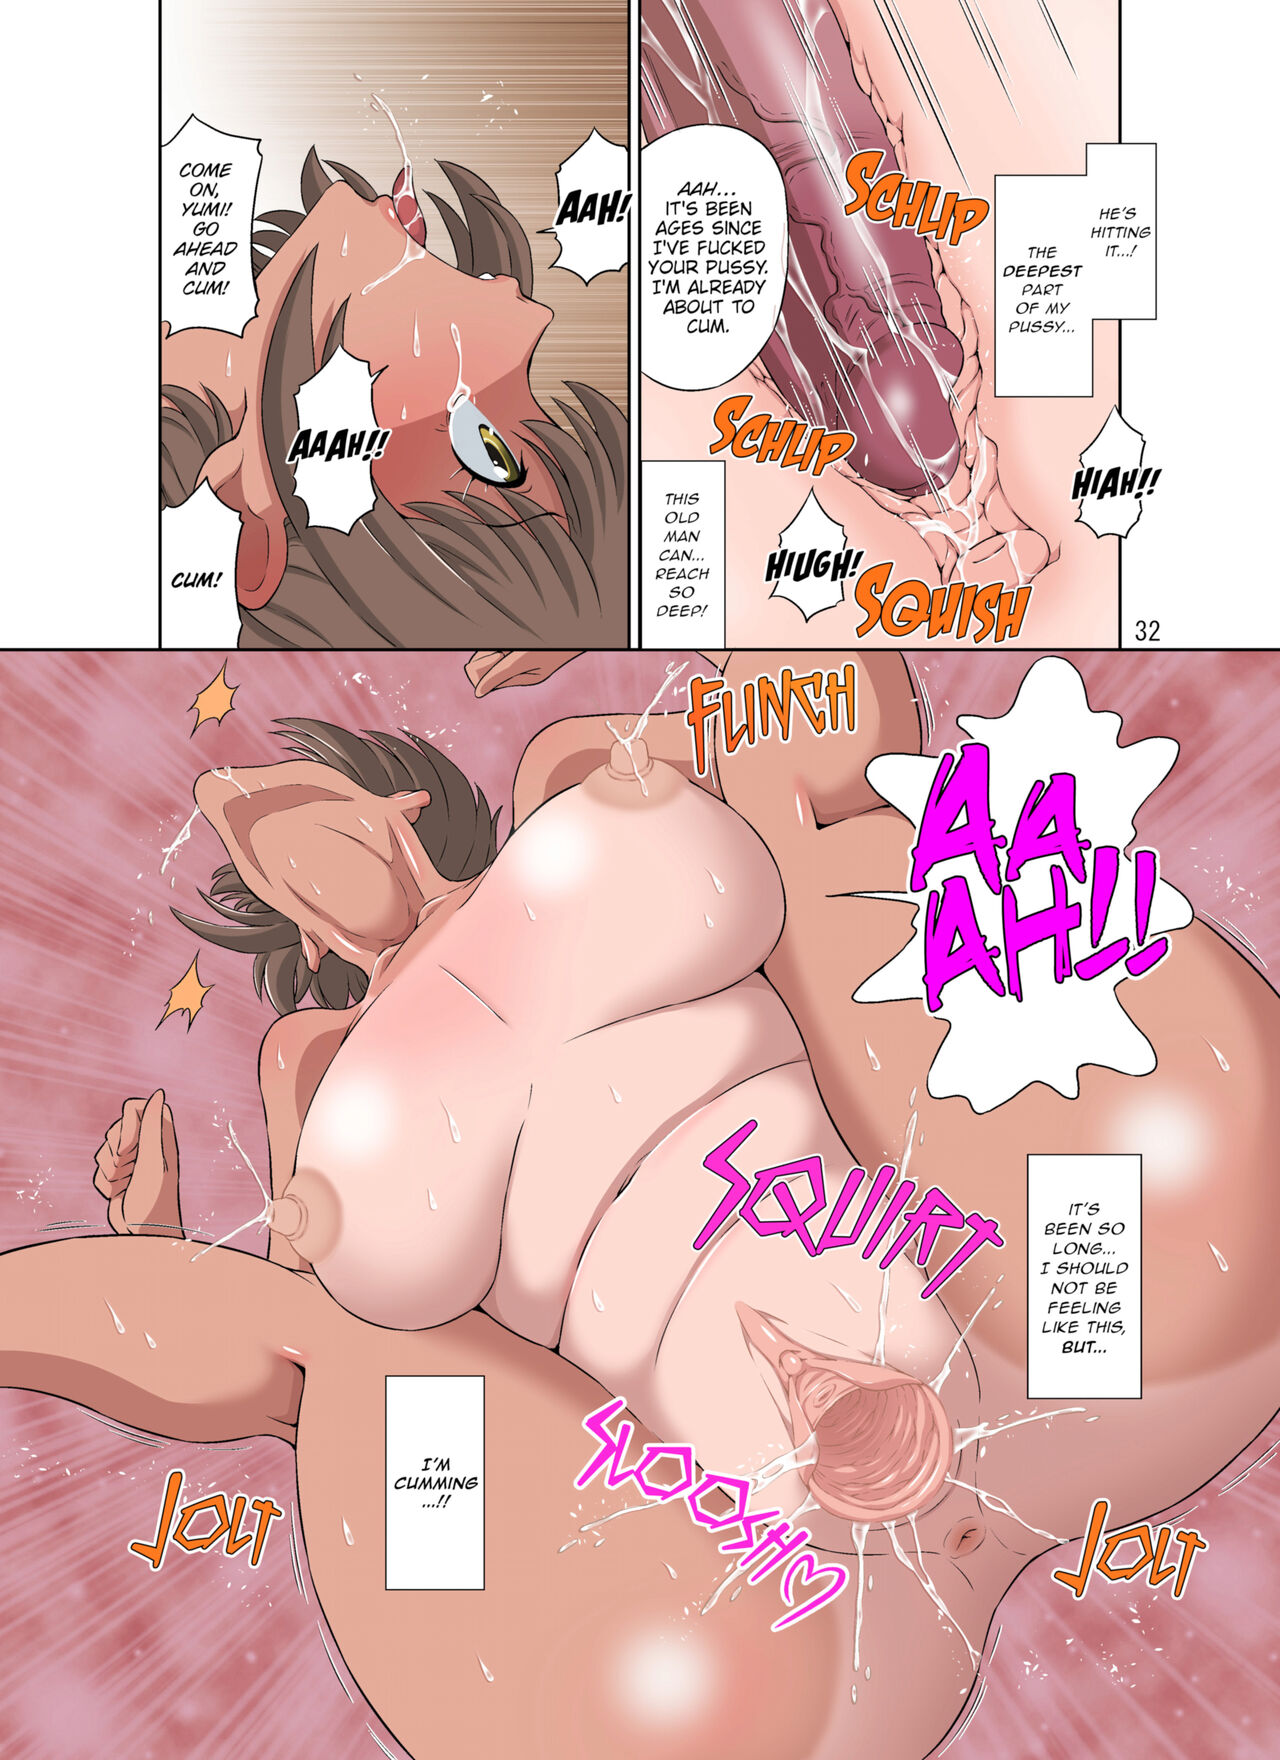 HE'S
HITTING
IT...!
THE
DEEPEST
PART
OF MY
PUSSY...
SCHLIP
AAH...
IT'S BEEN
AGES SINCE
I'VE FUCKED
YOUR PUSSY.
I'M ALREADY
ABOUT TO
CUM.
SCHLIP
HIAH!!
HIUGH!
SQUISH
THIS
OLD
MAN
CAN...
REACH
SO
DEEP!
32
AAH!
COME
ON,
YUMI!
GO
AHEAD
AND
CUM!
AAAH!!
CUM!
FLINCH
AA
AH!!
SQUIRT
IT'S
BEEN SO
LONG...
I SHOULD
NOT BE
FEELING
LIKE THIS,
BUT...
SLOOSH♡
I'M
CUMMING
...!!
JOLT
JOLT